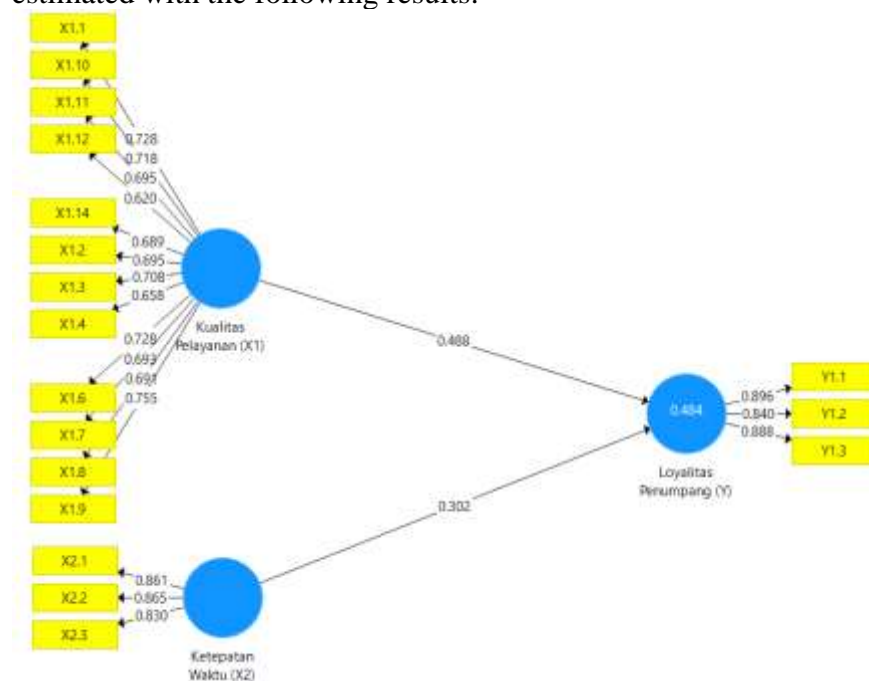 estimated with the following results:
X1.1
X1.10
X1.11
X1.12
0.728
0.718
0.695
0.620
X1.14
X1.2
X1.3
X1.4
0.689
0.695
0.708
0.658
Kualitas
Pelayanan (X1)
0.728
0.693
0.691
0.755
X1.6
X1.7
X1.8
X1.9
0.468
0.484
0.896
0.840
0.888
Y1.1
Y1.2
Y1.3
Loyalitas
Penumpang (Y)
0.302
X2.1
X2.2
X2.3
0.861
0.865
0.830
Ketepatan
Waktu (X2)